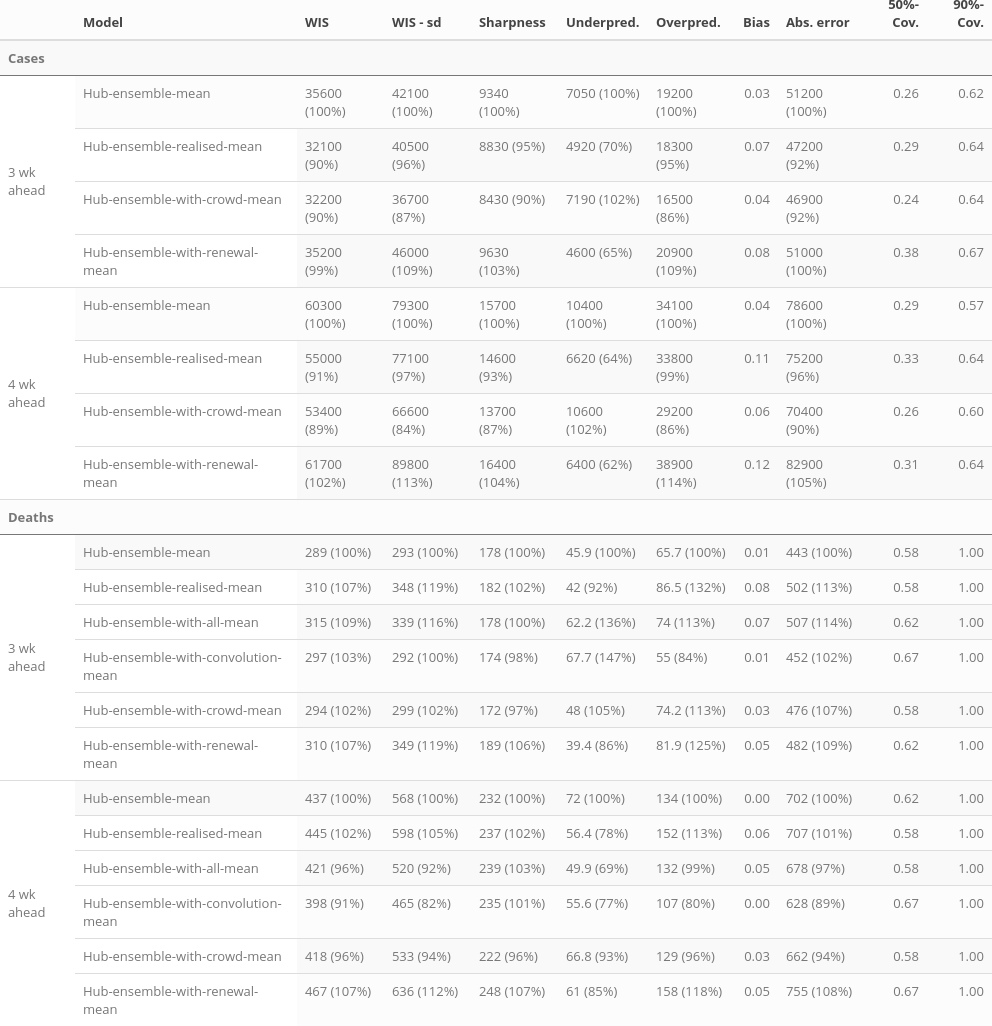 Model WIS WIS - sd Sharpness Underpred. Overpred. Bias Abs. error 50%-Cov. 90%-Cov.
Cases
3 wk ahead
Hub-ensemble-mean 35600 (100%) 42100 (100%) 9340 (100%) 7050 (100%) 19200 (100%) 0.03 51200 (100%) 0.26 0.62
Hub-ensemble-realised-mean 32100 (90%) 40500 (96%) 8830 (95%) 4920 (70%) 18300 (95%) 0.07 47200 (92%) 0.29 0.64
Hub-ensemble-with-crowd-mean 32200 (90%) 36700 (87%) 8430 (90%) 7190 (102%) 16500 (86%) 0.04 46900 (92%) 0.24 0.64
Hub-ensemble-with-renewal-mean 35200 (99%) 46000 (109%) 9630 (103%) 4600 (65%) 20900 (109%) 0.08 51000 (100%) 0.38 0.67
4 wk ahead
Hub-ensemble-mean 60300 (100%) 79300 (100%) 15700 (100%) 10400 (100%) 34100 (100%) 0.04 78600 (100%) 0.29 0.57
Hub-ensemble-realised-mean 55000 (91%) 77100 (97%) 14600 (93%) 6620 (64%) 33800 (99%) 0.11 75200 (96%) 0.33 0.64
Hub-ensemble-with-crowd-mean 53400 (89%) 66600 (84%) 13700 (87%) 10600 (102%) 29200 (86%) 0.06 70400 (90%) 0.26 0.60
Hub-ensemble-with-renewal-mean 61700 (102%) 89800 (113%) 16400 (104%) 6400 (62%) 38900 (114%) 0.12 82900 (105%) 0.31 0.64
Deaths
3 wk ahead
Hub-ensemble-mean 289 (100%) 293 (100%) 178 (100%) 45.9 (100%) 65.7 (100%) 0.01 443 (100%) 0.58 1.00
Hub-ensemble-realised-mean 310 (107%) 348 (119%) 182 (102%) 42 (92%) 86.5 (132%) 0.08 502 (113%) 0.58 1.00
Hub-ensemble-with-all-mean 315 (109%) 339 (116%) 178 (100%) 62.2 (136%) 74 (113%) 0.07 507 (114%) 0.62 1.00
Hub-ensemble-with-convolution-mean 297 (103%) 292 (100%) 174 (98%) 67.7 (147%) 55 (84%) 0.01 452 (102%) 0.67 1.00
Hub-ensemble-with-crowd-mean 294 (102%) 299 (102%) 172 (97%) 48 (105%) 74.2 (113%) 0.03 476 (107%) 0.58 1.00
Hub-ensemble-with-renewal-mean 310 (107%) 349 (119%) 189 (106%) 39.4 (86%) 81.9 (125%) 0.05 482 (109%) 0.62 1.00
4 wk ahead
Hub-ensemble-mean 437 (100%) 568 (100%) 232 (100%) 72 (100%) 134 (100%) 0.00 702 (100%) 0.62 1.00
Hub-ensemble-realised-mean 445 (102%) 598 (105%) 237 (102%) 56.4 (78%) 152 (113%) 0.06 707 (101%) 0.58 1.00
Hub-ensemble-with-all-mean 421 (96%) 520 (92%) 239 (103%) 49.9 (69%) 132 (99%) 0.05 678 (97%) 0.58 1.00
Hub-ensemble-with-convolution-mean 398 (91%) 465 (82%) 235 (101%) 55.6 (77%) 107 (80%) 0.00 628 (89%) 0.67 1.00
Hub-ensemble-with-crowd-mean 418 (96%) 533 (94%) 222 (96%) 66.8 (93%) 129 (96%) 0.03 662 (94%) 0.58 1.00
Hub-ensemble-with-renewal-mean 467 (107%) 636 (112%) 248 (107%) 61 (85%) 158 (118%) 0.05 755 (108%) 0.67 1.00